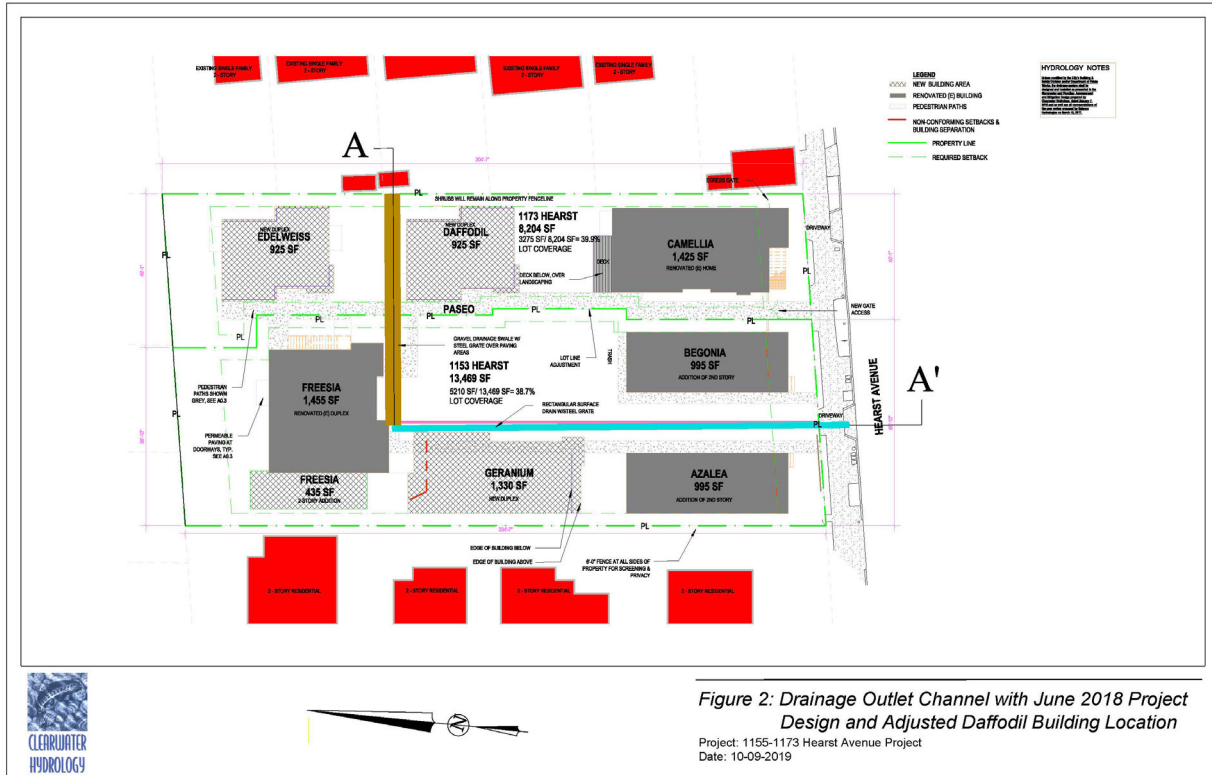 EXISTING SINGLE FAMILY
2 - STORY
EXISTING SINGLE FAMILY
2 - STORY
EXISTING SINGLE FAMILY
2 - STORY
EXISTING SINGLE FAMILY
2 - STORY
LEGEND
NEW BUILDING AREA
RENOVATED (E) BUILDING
PEDESTRIAN PATHS
NON-CONFORMING SETBACKS &
BUILDING SEPARATION
PROPERTY LINE
REQUIRED SETBACK
HYDROLOGY NOTES
A
EGRESS GATE
PL
SHRUBS WILL REMAIN ALONG PROPERTY FENCELINE
PL
NEW DUPLEX
EDELWEISS
925 SF
NEW DUPLEX
DAFFODIL
925 SF
1173 HEARST
8,204 SF
3275 SF/ 8,204 SF= 39.9%
LOT COVERAGE
DECK BELOW, OVER
LANDSCAPING
DECK
CAMELLIA
1,425 SF
RENOVATED (E) HOME
DRIVEWAY
PL
PL
PASEO
NEW GATE
ACCESS
PL
PL
PL
PL
PL
PL
GRAVEL DRAINAGE SWALE W/
STEEL GRATE OVER PAVING
AREAS
LOT LINE
ADJUSTMENT
TRASH
1153 HEARST
13,469 SF
5210 SF/ 13,469 SF= 38.7%
LOT COVERAGE
BEGONIA
995 SF
ADDITION OF 2ND STORY
PEDESTRIAN
PATHS SHOWN
GREY, SEE A0.3
FREESIA
1,455 SF
RENOVATED (E) DUPLEX
RECTANGULAR SURFACE
DRAIN W/STEEL GRATE
A'
HEARST AVENUE
DRIVEWAY
PL
PL
PERMEABLE
PAVING AT
DOORWAYS, TYP.
SEE A0.3
FREESIA
435 SF
2-STORY ADDITION
GERANIUM
1,330 SF
NEW DUPLEX
AZALEA
995 SF
ADDITION OF 2ND STORY
PL
PL
EDGE OF BUILDING BELOW
EDGE OF BUILDING ABOVE
6'-0" FENCE AT ALL SIDES OF
PROPERTY FOR SCREENING &
PRIVACY
2 - STORY RESIDENTIAL
2 - STORY RESIDENTIAL
2 - STORY RESIDENTIAL
2 - STORY RESIDENTIAL
CLEARWATER
HYDROLOGY
N
Figure 2: Drainage Outlet Channel with June 2018 Project
Design and Adjusted Daffodil Building Location
Project: 1155-1173 Hearst Avenue Project
Date: 10-09-2019